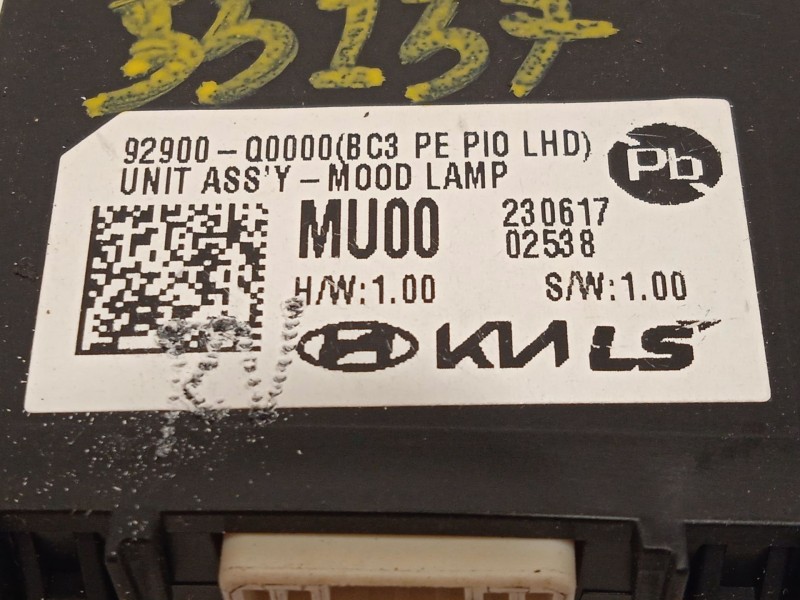 33137
92900-Q0000(BC3 PE PIO LHD)
UNIT ASS'Y-MOOD LAMP
Pb
MU00
230617
02538
H/W:1.00
S/W:1.00
KIA LS